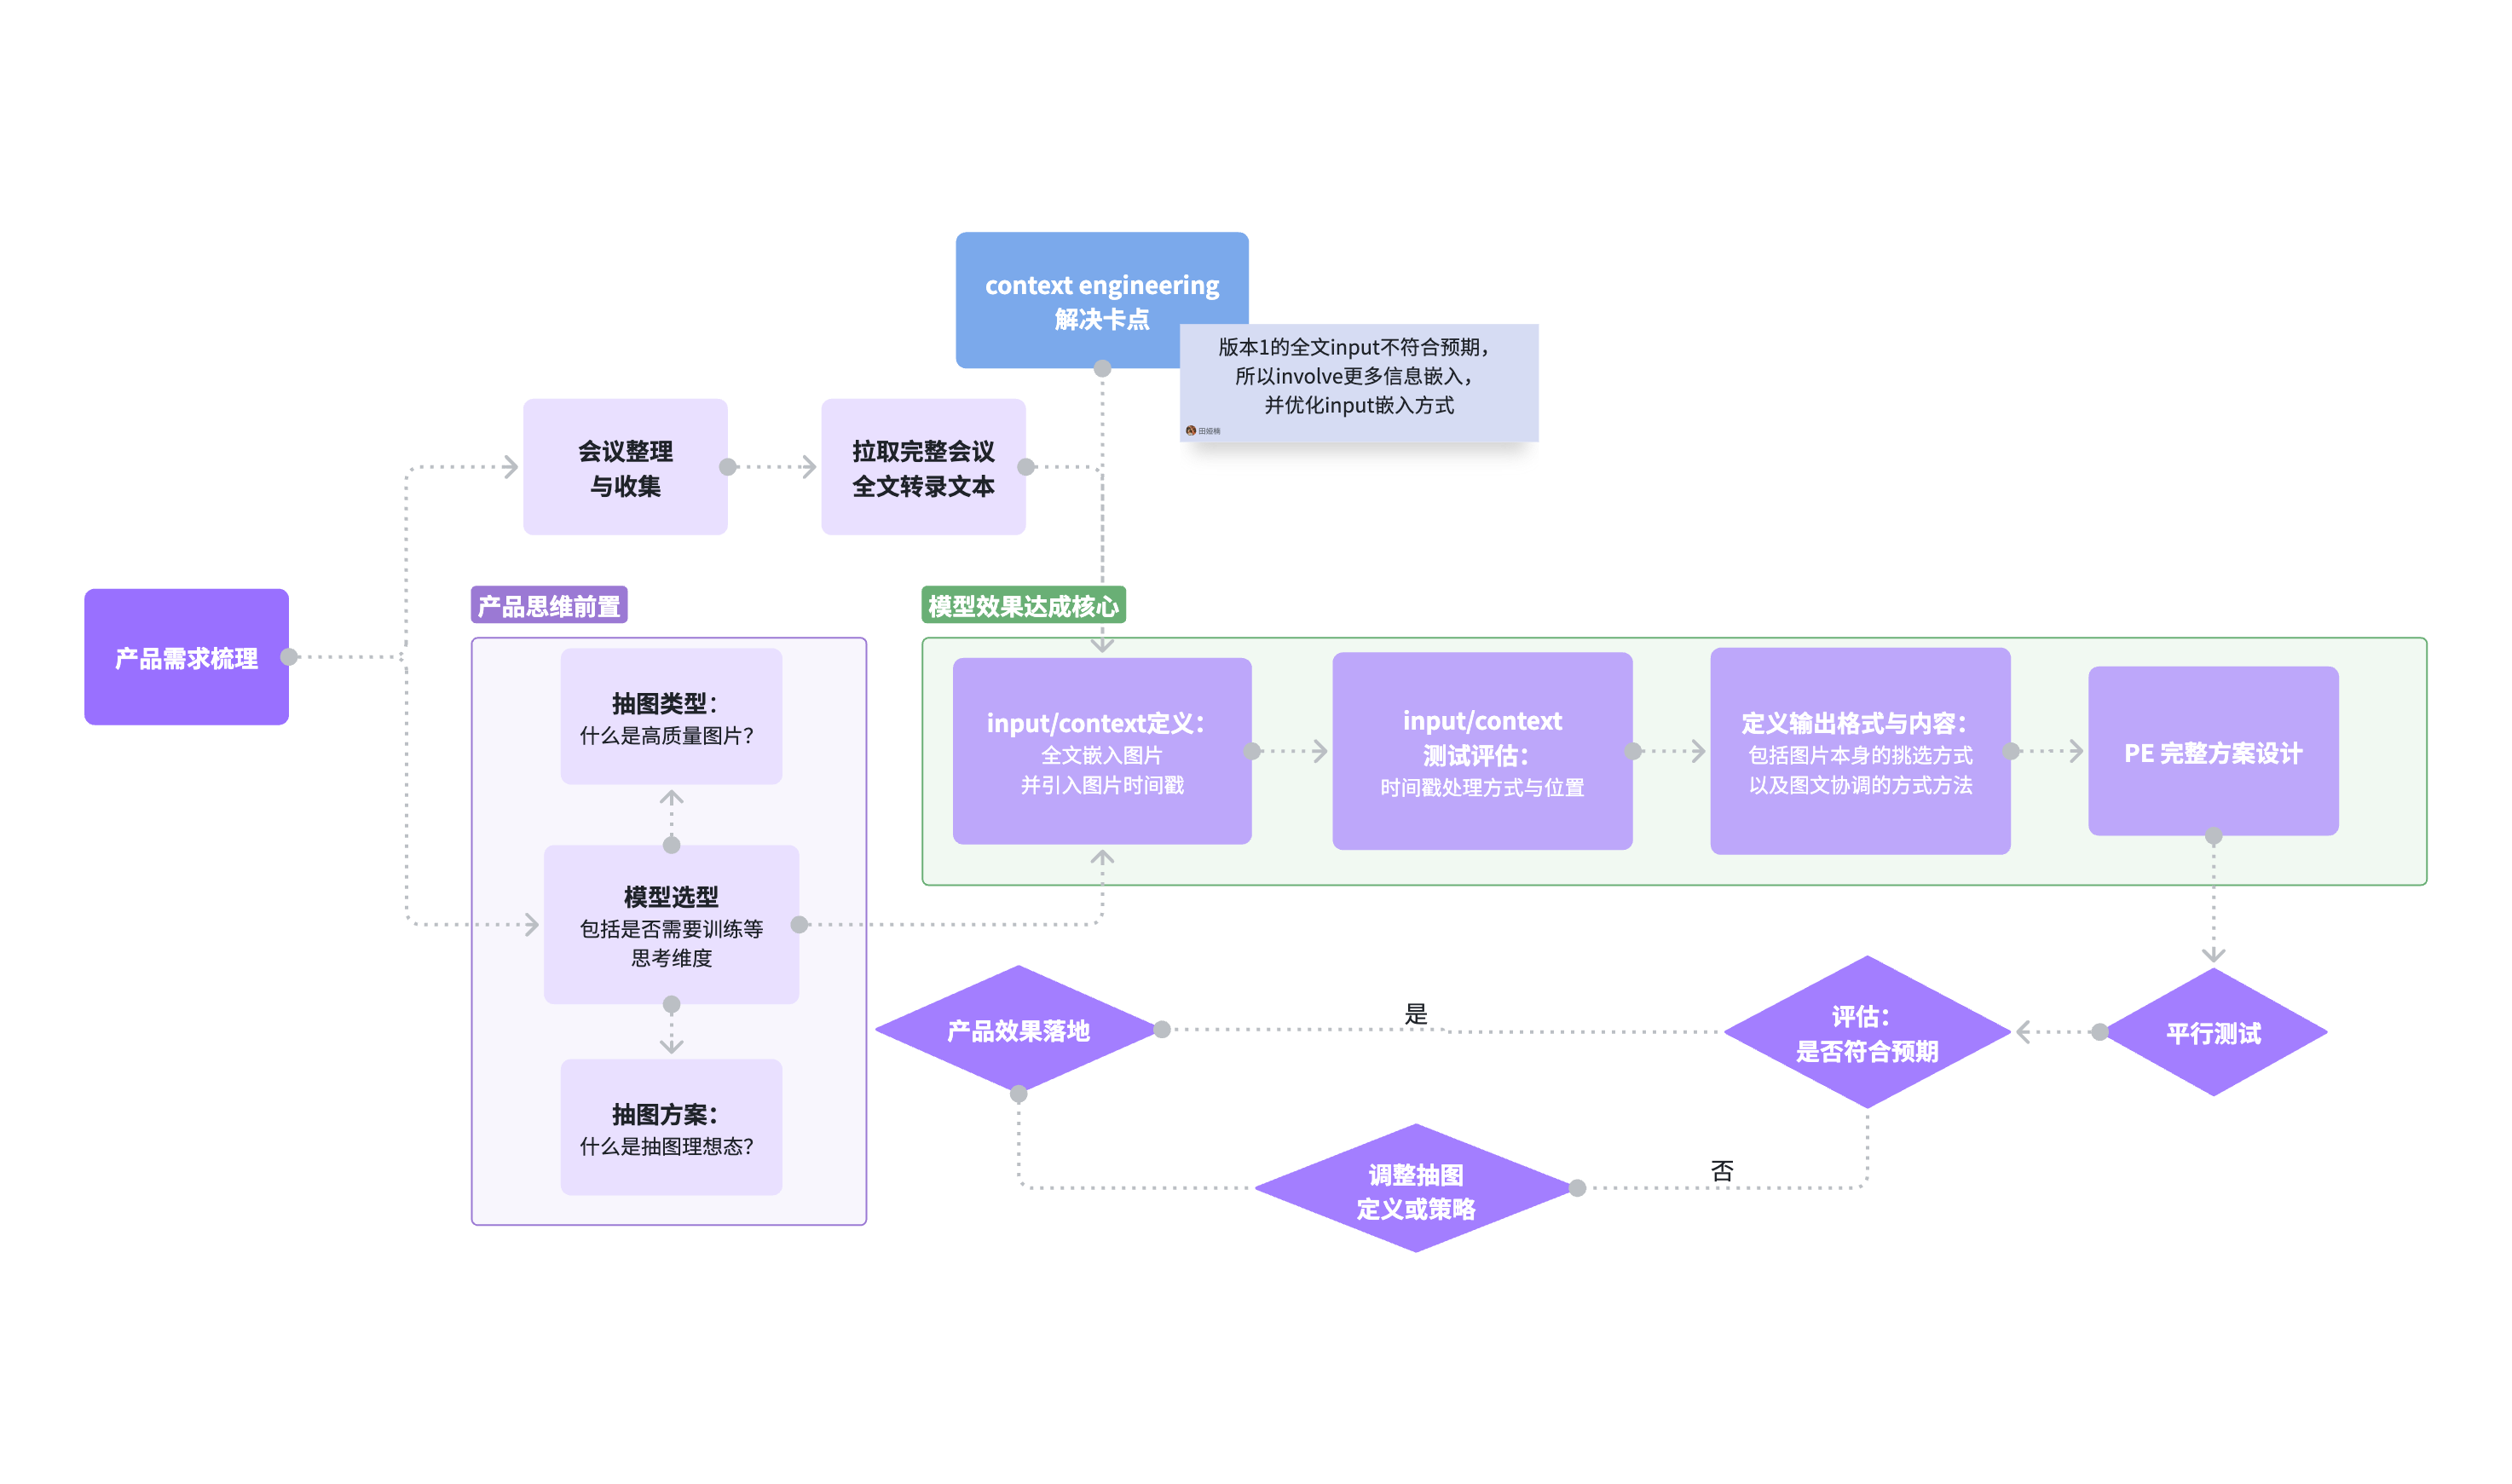 context engineering
解决卡点
版本1的全文input不符合预期，
所以involve更多信息嵌入，
并优化input嵌入方式
会议整理
与收集
拉取完整会议
全文转录文本
产品需求梳理
产品思维前置
抽图类型：
什么是高质量图片？
模型选型
包括是否需要训练等
思考维度
抽图方案：
什么是抽图理想态？
模型效果达成核心
input/context定义：
全文嵌入图片
并引入图片时间戳
input/context
测试评估：
时间戳处理方式与位置
定义输出格式与内容：
包括图片本身的挑选方式
以及图文协调的方式方法
PE 完整方案设计
平行测试
评估：
是否符合预期
是
产品效果落地
否
调整抽图
定义或策略